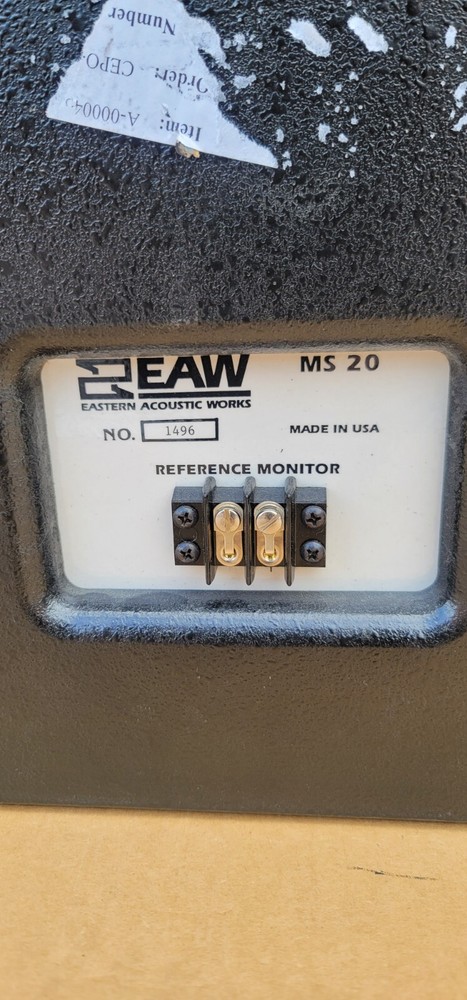 Item:
A-00004
Order: CEPO
Number
EAW
MS 20
EASTERN ACOUSTIC WORKS
NO. 1496
MADE IN USA
REFERENCE MONITOR